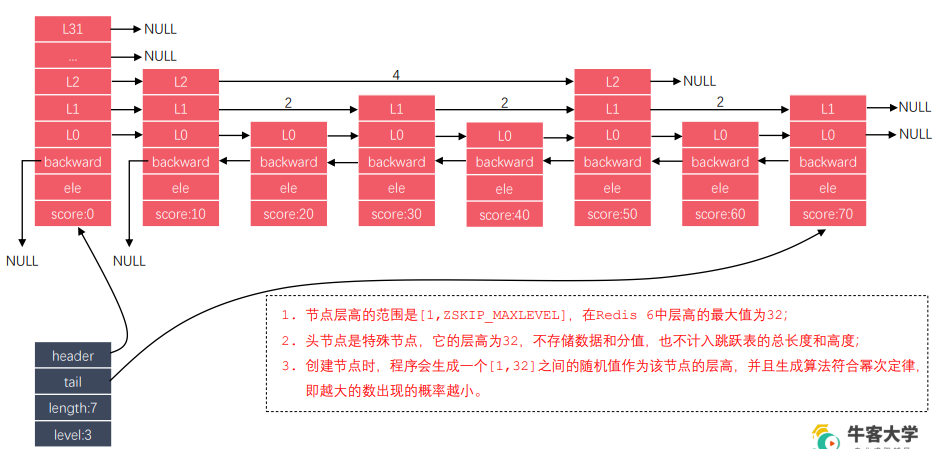 L31 NULL
... NULL
L2 L2 4 L2 NULL
L1 L1 2 L1 2 L1 2 L1 NULL
L0 L0 L0 L0 L0 L0 L0 L0 NULL
backward backward backward backward backward backward backward backward
ele ele ele ele ele ele ele ele
score:0 score:10 score:20 score:30 score:40 score:50 score:60 score:70
NULL NULL
header
tail
length:7
level:3
1. 节点层高的范围是[1,ZSKIP_MAXLEVEL]，在Redis 6中层高的最大值为32；
2. 头节点是特殊节点，它的层高为32，不存储数据和分值，也不计入跳跃表的总长度和高度；
3. 创建节点时，程序会生成一个[1,32]之间的随机值作为该节点的层高，并且生成算法符合幂次定律，
即越大的数出现的概率越小。
牛客大学